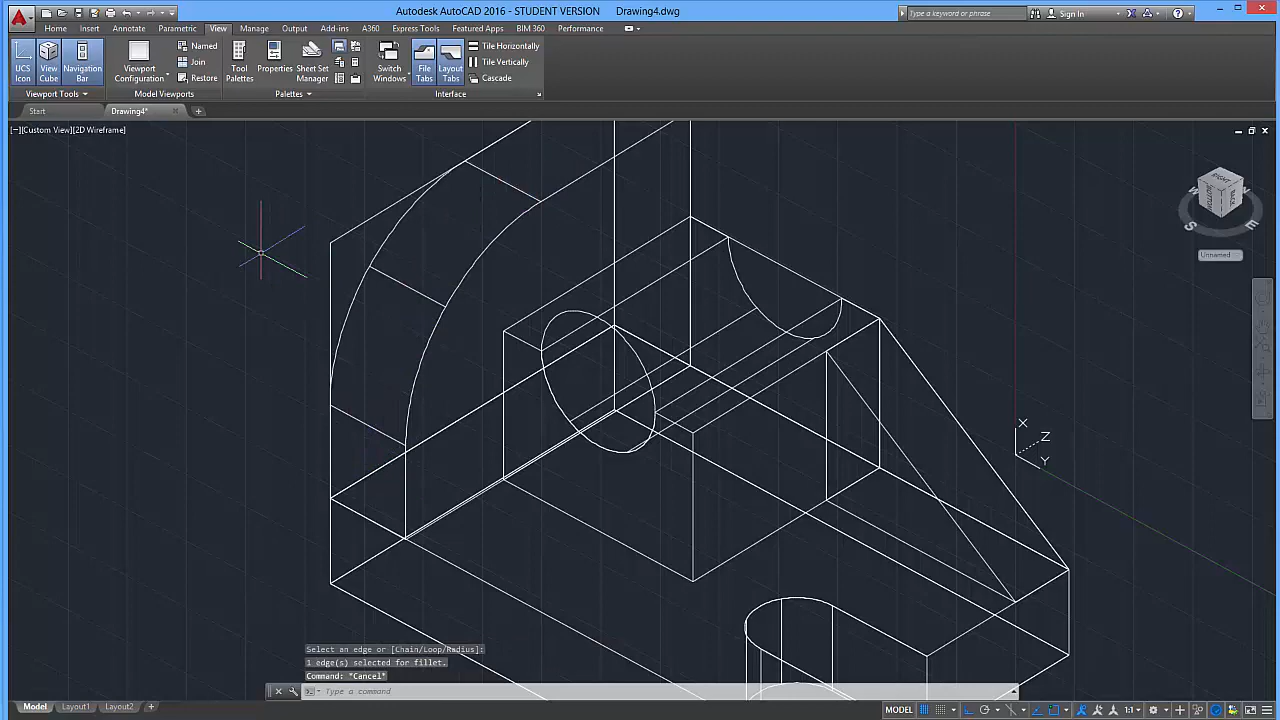 Autodesk AutoCAD 2016 - STUDENT VERSION Drawing4.dwg
Type a keyword or phrase
Sign In
Home Insert Annotate Parametric View Manage Output Add-ins A360 Express Tools Featured Apps BIM 360 Performance
UCS Icon
View Cube
Navigation Bar
Viewport Configuration
Named
Join
Restore
Tool Palettes
Properties
Sheet Set Manager
Switch Windows
File Tabs
Layout Tabs
Tile Horizontally
Tile Vertically
Cascade
Viewport Tools
Model Viewports
Palettes
Interface
Start
Drawing4*
[−][Custom View][2D Wireframe]
RIGHT
BACK
W
N
S
E
Unnamed
X
Z
Y
Select an edge or [Chain/Loop/Radius]:
1 edge(s) selected for fillet.
Command: *Cancel*
Type a command
Model Layout1 Layout2
MODEL
1:1